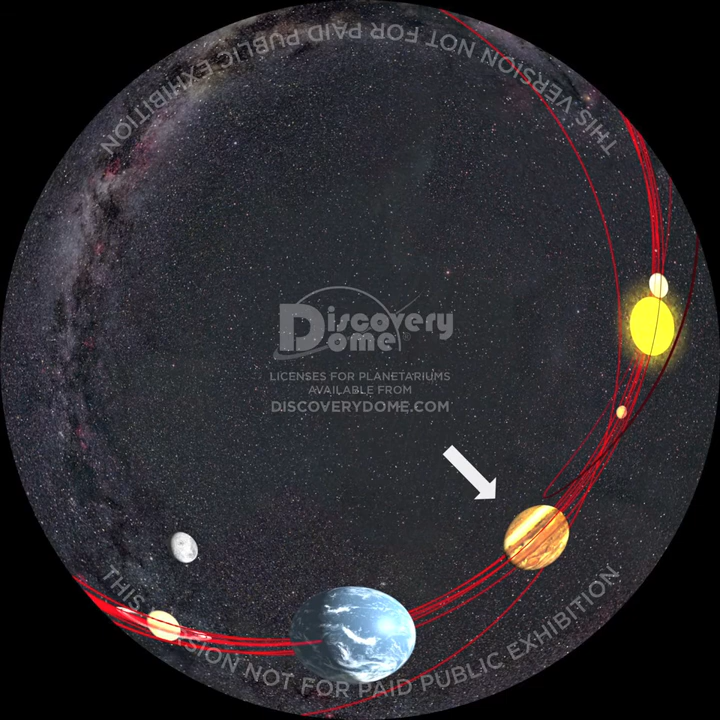 THIS VERSION NOT FOR PAID PUBLIC EXHIBITION
Discovery
Dome®
LICENSES FOR PLANETARIUMS
AVAILABLE FROM
DISCOVERYDOME.COM
THIS VERSION NOT FOR PAID PUBLIC EXHIBITION